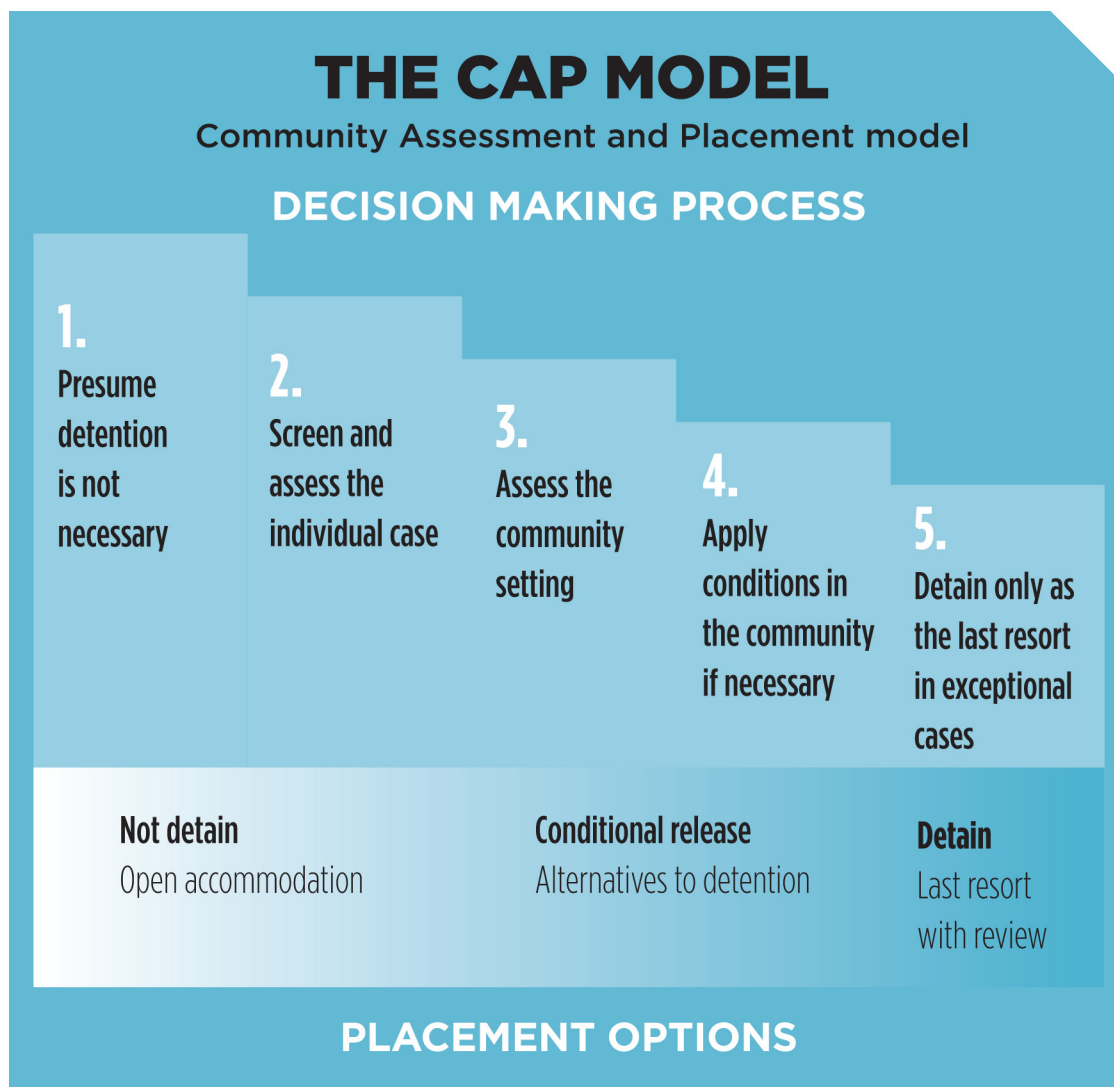 THE CAP MODEL
Community Assessment and Placement model
DECISION MAKING PROCESS
1.
Presume
detention
is not
necessary
2.
Screen and
assess the
individual case
3.
Assess the
community
setting
4.
Apply
conditions in
the community
if necessary
5.
Detain only as
the last resort
in exceptional
cases
Not detain
Open accommodation
Conditional release
Alternatives to detention
Detain
Last resort
with review
PLACEMENT OPTIONS